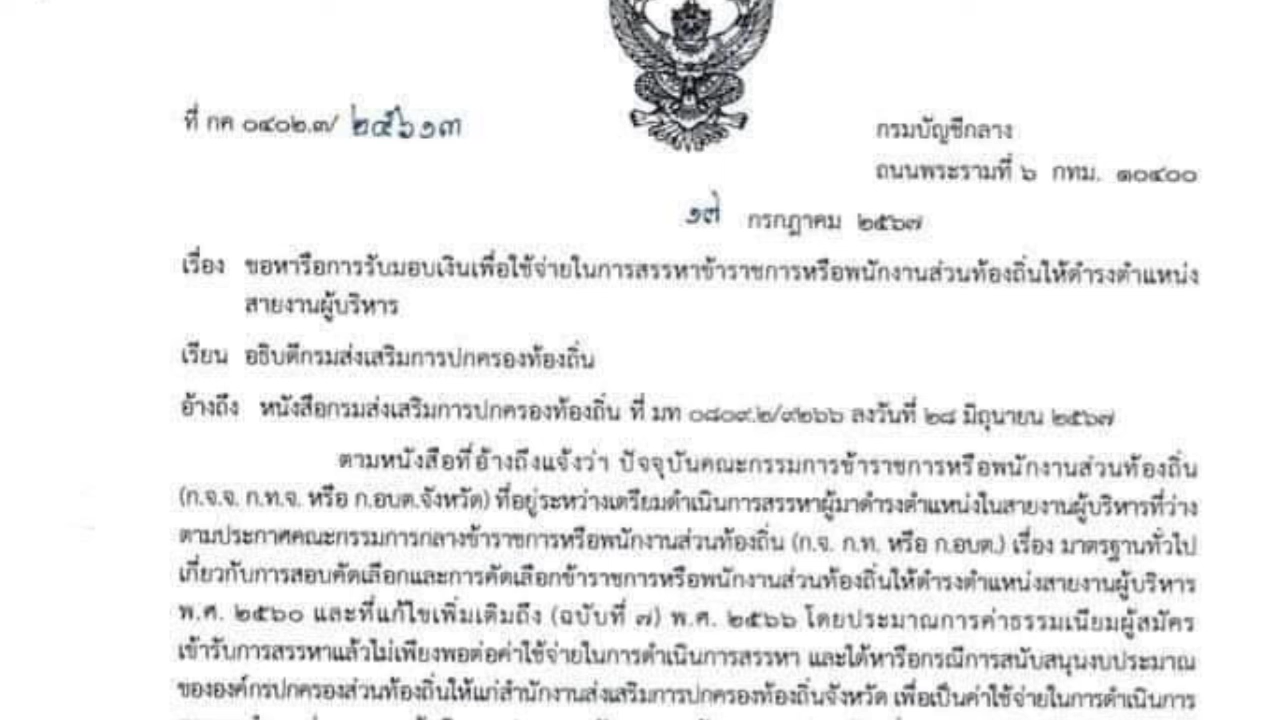 ที่ กค ๐๔๐๒.๓/ ๒๕๖๑๓
กรมบัญชีกลาง
ถนนพระรามที่ ๖ กทม. ๑๐๔๐๐
๑๗ กรกฎาคม ๒๕๖๗
เรื่อง ขอหารือการรับมอบเงินเพื่อใช้จ่ายในการสรรหาข้าราชการหรือพนักงานส่วนท้องถิ่นให้ดำรงตำแหน่ง
สายงานผู้บริหาร
เรียน อธิบดีกรมส่งเสริมการปกครองท้องถิ่น
อ้างถึง หนังสือกรมส่งเสริมการปกครองท้องถิ่น ที่ มท ๐๘๐๙.๒/๙๒๖๖ ลงวันที่ ๒๘ มิถุนายน ๒๕๖๗
ตามหนังสือที่อ้างถึงแจ้งว่า ปัจจุบันคณะกรรมการข้าราชการหรือพนักงานส่วนท้องถิ่น
(ก.จ.จ. ก.ท.จ. หรือ ก.อบต.จังหวัด) ที่อยู่ระหว่างเตรียมดำเนินการสรรหาผู้มาดำรงตำแหน่งในสายงานผู้บริหารที่ว่าง
ตามประกาศคณะกรรมการกลางข้าราชการหรือพนักงานส่วนท้องถิ่น (ก.จ. ก.ท. หรือ ก.อบต.) เรื่อง มาตรฐานทั่วไป
เกี่ยวกับการสอบคัดเลือกและการคัดเลือกข้าราชการหรือพนักงานส่วนท้องถิ่นให้ดำรงตำแหน่งสายงานผู้บริหาร
พ.ศ. ๒๕๖๐ และที่แก้ไขเพิ่มเติมถึง (ฉบับที่ ๗) พ.ศ. ๒๕๖๖ โดยประมาณการค่าธรรมเนียมผู้สมัคร
เข้ารับการสรรหาแล้วไม่เพียงพอต่อค่าใช้จ่ายในการดำเนินการสรรหา และได้หารือกรณีการสนับสนุนงบประมาณ
ขององค์กรปกครองส่วนท้องถิ่นให้แก่สำนักงานส่งเสริมการปกครองท้องถิ่นจังหวัด เพื่อเป็นค่าใช้จ่ายในการดำเนินการ